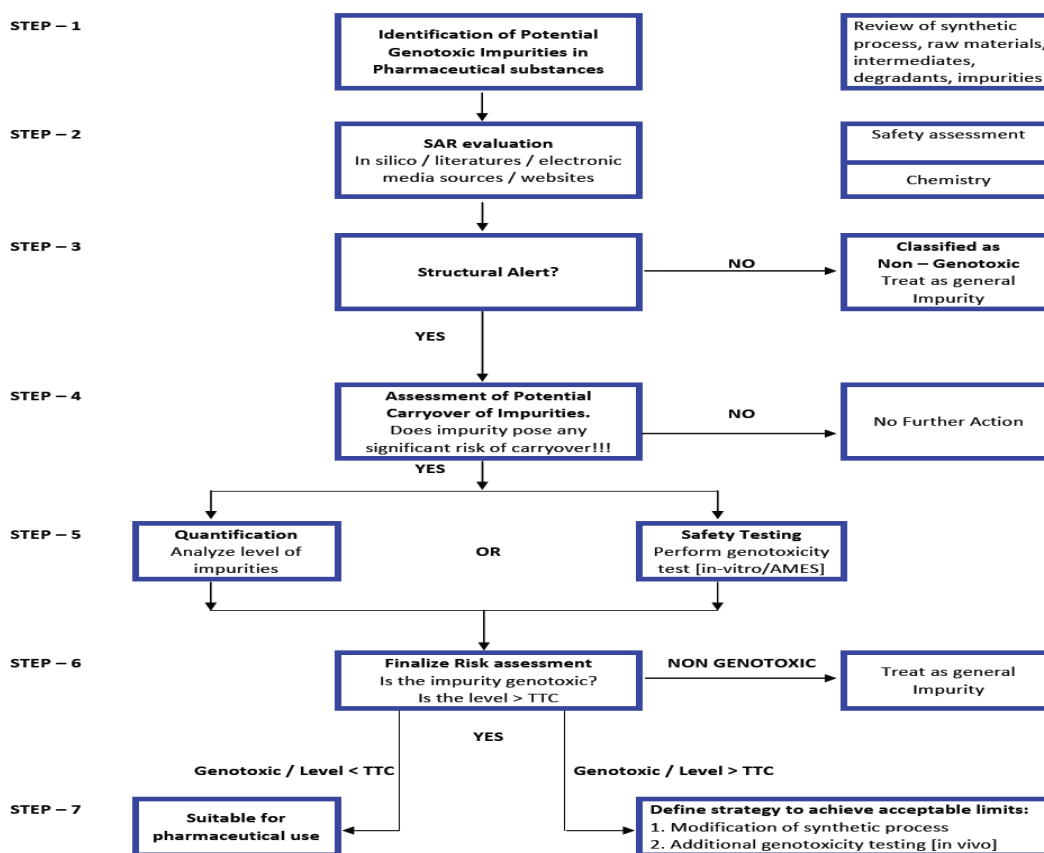 STEP – 1
Identification of Potential
Genotoxic Impurities in
Pharmaceutical substances
Review of synthetic
process, raw materials,
intermediates,
degradants, impurities
STEP – 2
SAR evaluation
In silico / literatures / electronic
media sources / websites
Safety assessment
Chemistry
STEP – 3
Structural Alert?
NO
Classified as
Non – Genotoxic
Treat as general
Impurity
YES
STEP – 4
Assessment of Potential
Carryover of Impurities.
Does impurity pose any
significant risk of carryover!!!
NO
No Further Action
YES
STEP – 5
Quantification
Analyze level of
impurities
OR
Safety Testing
Perform genotoxicity
test [in-vitro/AMES]
STEP – 6
Finalize Risk assessment
Is the impurity genotoxic?
Is the level > TTC
NON GENOTOXIC
Treat as general
Impurity
YES
Genotoxic / Level < TTC
Genotoxic / Level > TTC
STEP – 7
Suitable for
pharmaceutical use
Define strategy to achieve acceptable limits:
1. Modification of synthetic process
2. Additional genotoxicity testing [in vivo]